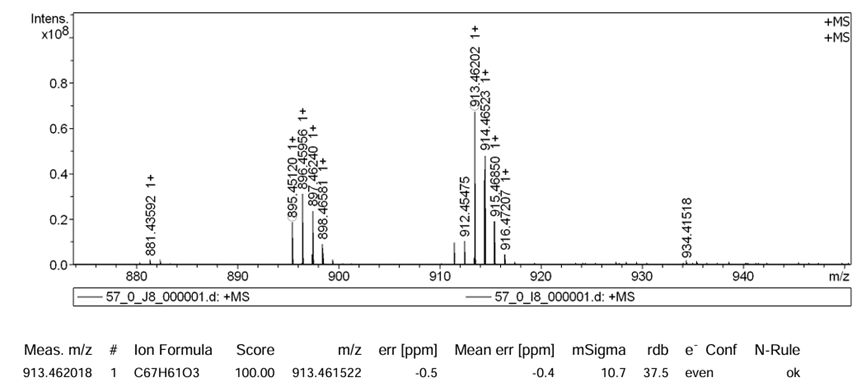 Intens.
x10⁸
+MS
+MS
0.8
0.6
0.4
0.2
0.0
881.43592 1+
895.45120 1+
896.45956 1+
897.46240 1+
898.46581 1+
912.45475
913.46202 1+
914.46523 1+
915.46850 1+
916.47207 1+
934.41518
880 890 900 910 920 930 940 m/z
57_0_J8_000001.d: +MS 57_0_I8_000001.d: +MS
Meas. m/z # Ion Formula Score m/z err [ppm] Mean err [ppm] mSigma rdb e⁻ Conf N-Rule
913.462018 1 C67H61O3 100.00 913.461522 -0.5 -0.4 10.7 37.5 even ok